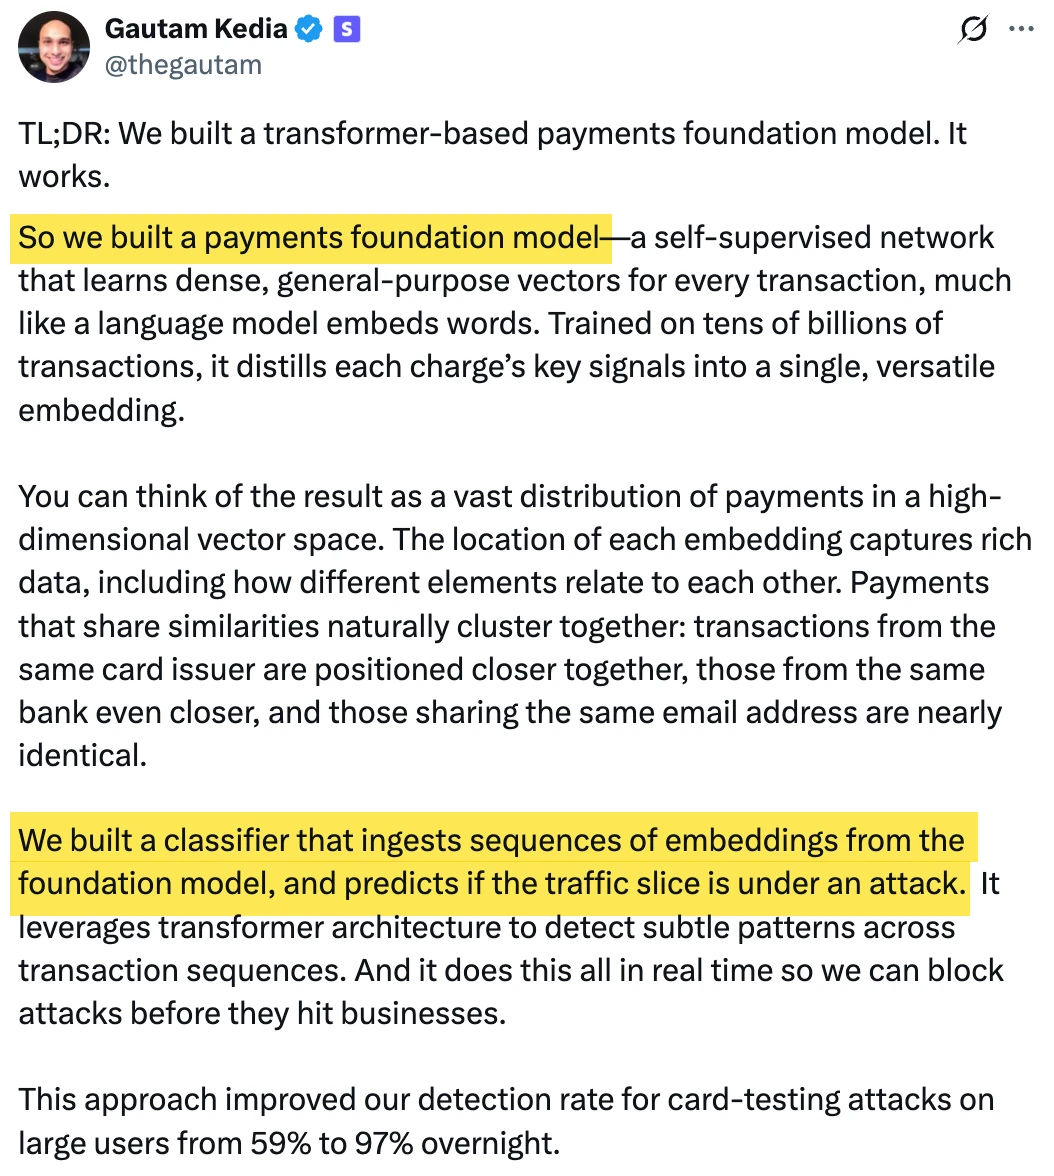 Gautam Kedia S
@thegautam
TL;DR: We built a transformer-based payments foundation model. It
works.
So we built a payments foundation model—a self-supervised network
that learns dense, general-purpose vectors for every transaction, much
like a language model embeds words. Trained on tens of billions of
transactions, it distills each charge’s key signals into a single, versatile
embedding.
You can think of the result as a vast distribution of payments in a high-
dimensional vector space. The location of each embedding captures rich
data, including how different elements relate to each other. Payments
that share similarities naturally cluster together: transactions from the
same card issuer are positioned closer together, those from the same
bank even closer, and those sharing the same email address are nearly
identical.
We built a classifier that ingests sequences of embeddings from the
foundation model, and predicts if the traffic slice is under an attack. It
leverages transformer architecture to detect subtle patterns across
transaction sequences. And it does this all in real time so we can block
attacks before they hit businesses.
This approach improved our detection rate for card-testing attacks on
large users from 59% to 97% overnight.